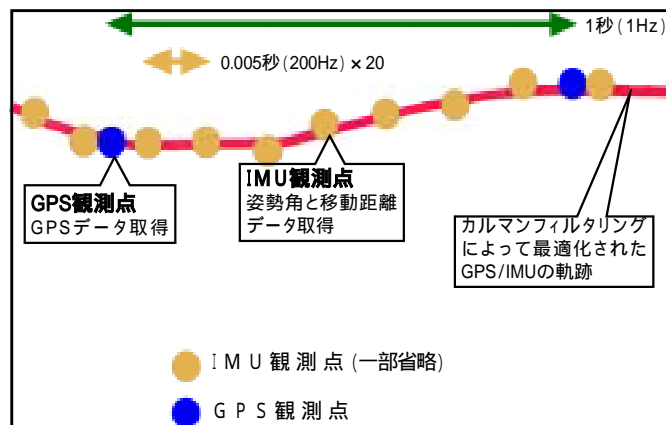 1秒(1Hz)
0.005秒(200Hz)×20
GPS観測点
GPSデータ取得
IMU観測点
姿勢角と移動距離
データ取得
カルマンフィルタリング
によって最適化された
GPS/IMUの軌跡
IMU観測点(一部省略)
GPS観測点